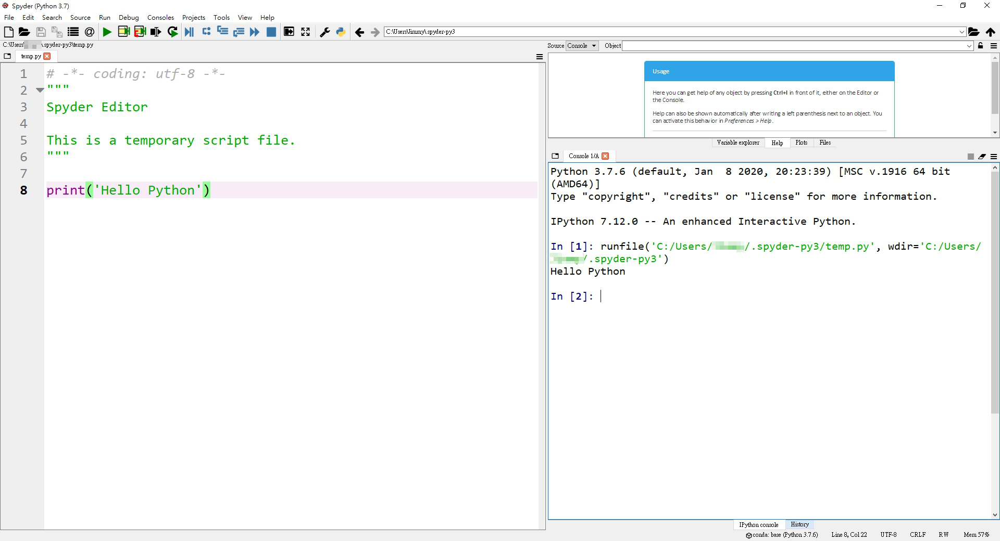 Spyder (Python 3.7)
File Edit Search Source Run Debug Consoles Projects Tools View Help
C:\Users\Jimmy\.spyder-py3
C:\Users\ \.spyder-py3\temp.py
temp.py
1 # -*- coding: utf-8 -*-
2 """
3 Spyder Editor
4
5 This is a temporary script file.
6 """
7
8 print('Hello Python')
Source Console Object
Usage
Here you can get help of any object by pressing Ctrl+I in front of it, either on the Editor or
the Console.
Help can also be shown automatically after writing a left parenthesis next to an object. You
can activate this behavior in Preferences > Help.
Variable explorer Help Plots Files
Console 1/A
Python 3.7.6 (default, Jan  8 2020, 20:23:39) [MSC v.1916 64 bit
(AMD64)]
Type "copyright", "credits" or "license" for more information.
IPython 7.12.0 -- An enhanced Interactive Python.
In [1]: runfile('C:/Users/ /.spyder-py3/temp.py', wdir='C:/Users/
/.spyder-py3')
Hello Python
In [2]:
IPython console History
conda: base (Python 3.7.6) Line 8, Col 22 UTF-8 CRLF RW Mem 57%